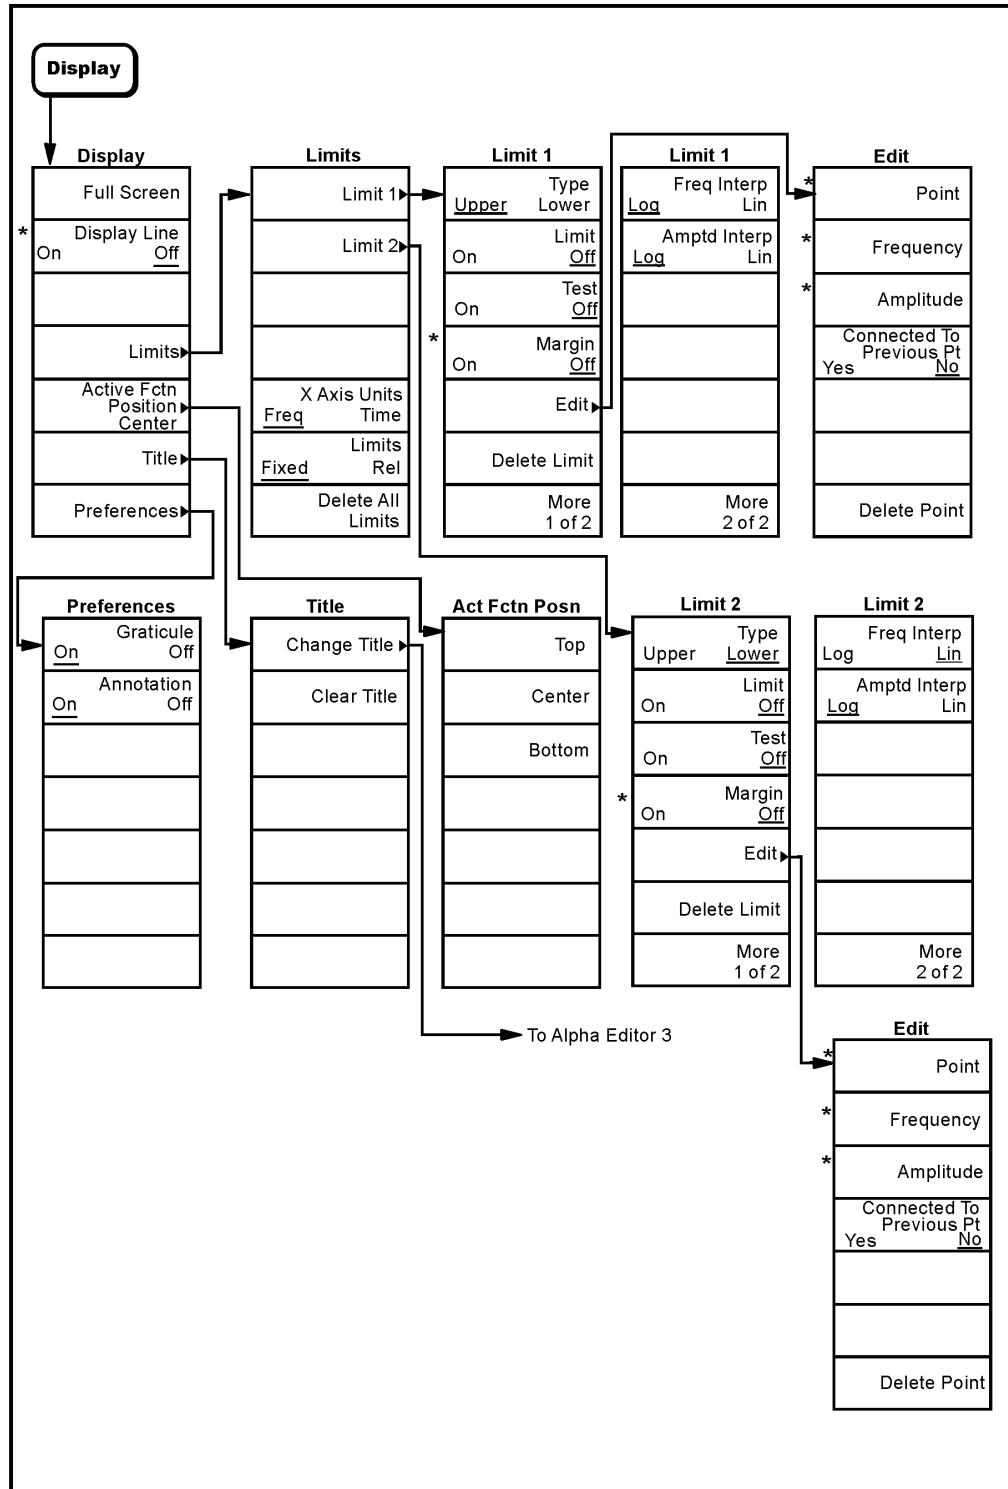 Display
Display
Full Screen
*
Display Line
On Off
Limits
Active Fctn
Position
Center
Title
Preferences
Limits
Limit 1
Limit 2
X Axis Units
Freq Time
Limits
Fixed Rel
Delete All
Limits
Limit 1
Type
Upper Lower
Limit
On Off
Test
On Off
*
Margin
On Off
Edit
Delete Limit
More
1 of 2
Limit 1
Freq Interp
Log Lin
Amptd Interp
Log Lin
More
2 of 2
Edit
*
Point
*
Frequency
*
Amplitude
Connected To
Previous Pt
Yes No
Delete Point
Preferences
Graticule
On Off
Annotation
On Off
Title
Change Title
Clear Title
Act Fctn Posn
Top
Center
Bottom
Limit 2
Type
Upper Lower
Limit
On Off
Test
On Off
*
Margin
On Off
Edit
Delete Limit
More
1 of 2
Limit 2
Freq Interp
Log Lin
Amptd Interp
Log Lin
More
2 of 2
To Alpha Editor 3
Edit
*
Point
*
Frequency
*
Amplitude
Connected To
Previous Pt
Yes No
Delete Point